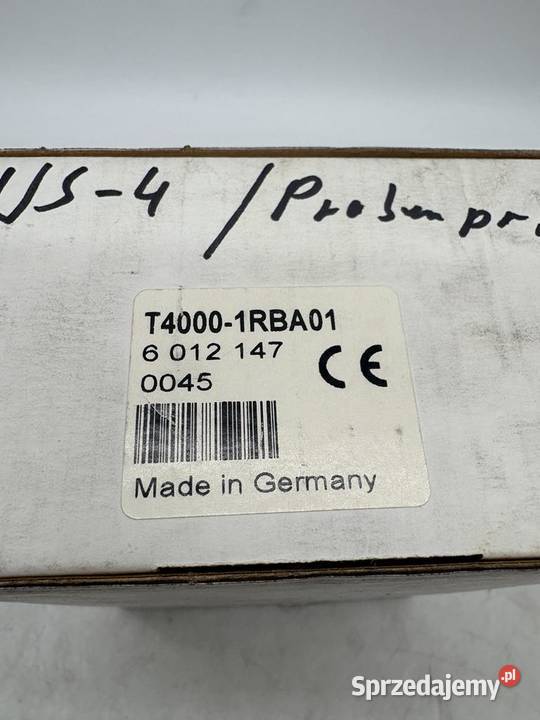 T4000-1RBA01
6 012 147
0045
CE
Made in Germany
Sprzedajemy.pl